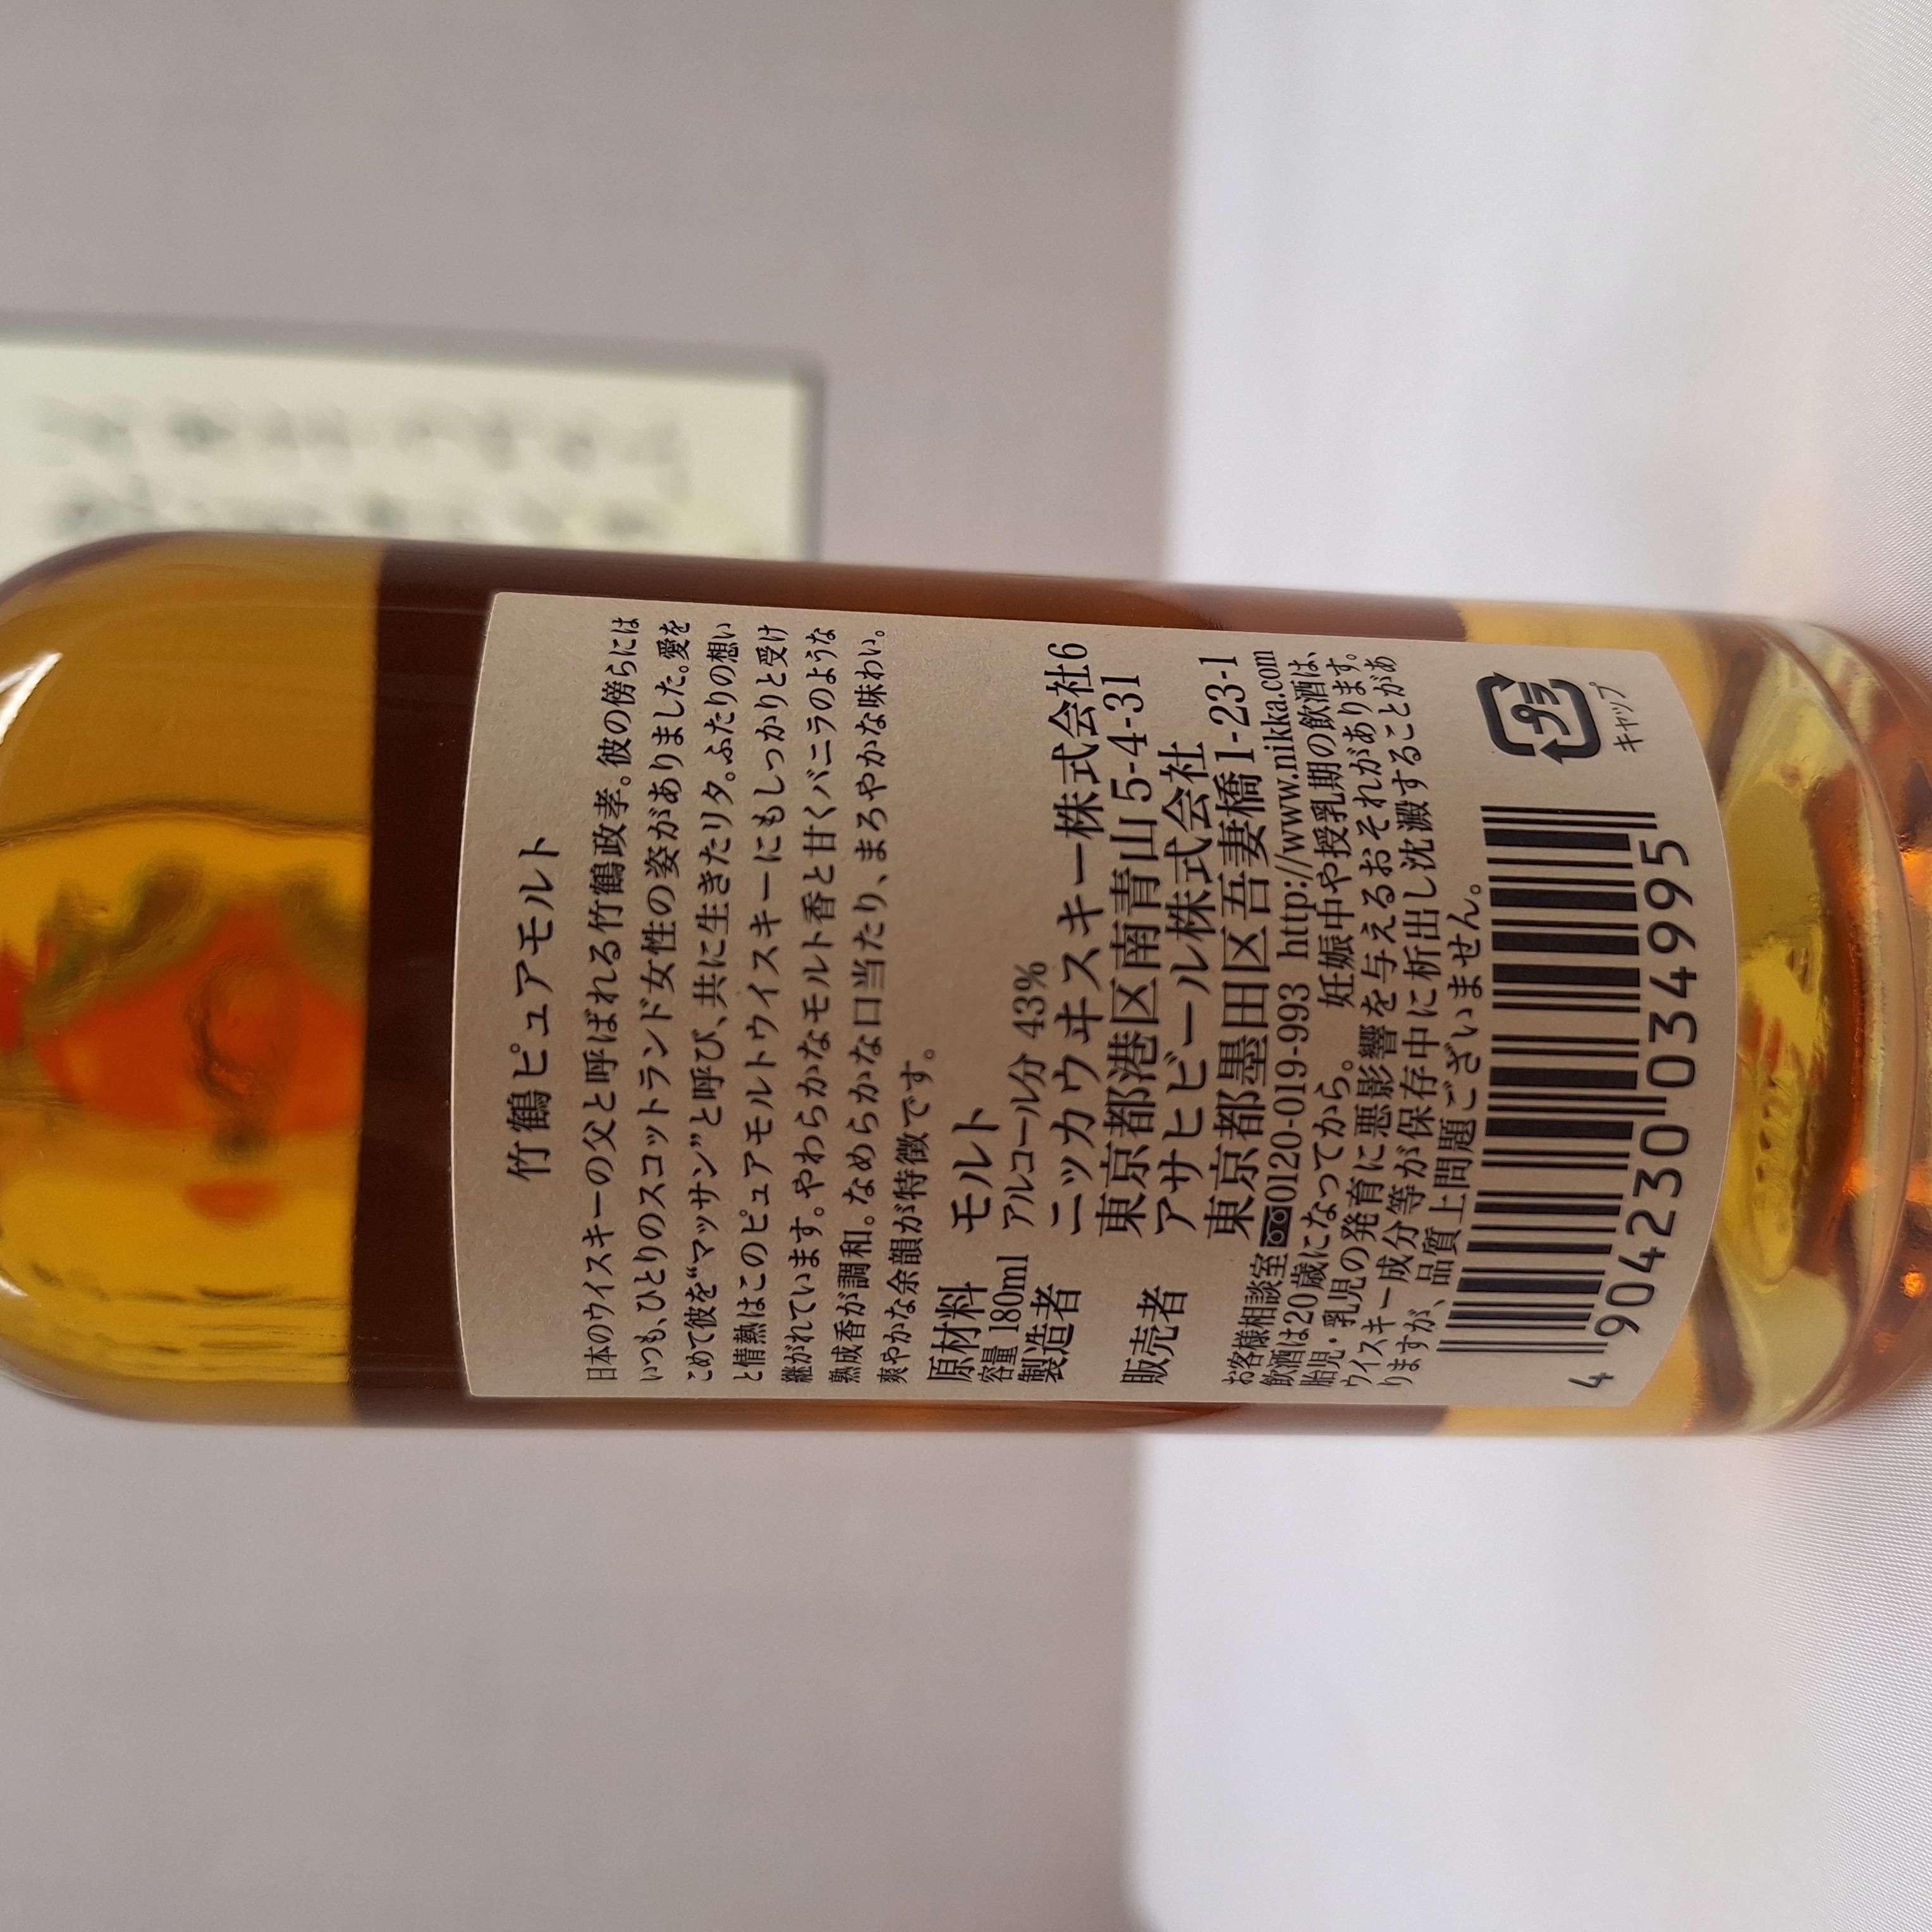 竹鶴ピュアモルト
日本のウイスキーの父と呼ばれる竹鶴政孝。彼の傍らには
いつも、ひとりのスコットランド女性の姿がありました。愛を
こめて彼を“マッサン”と呼び、共に生きたリタ。ふたりの想い
と情熱はこのピュアモルトウイスキーにもしっかりと受け
継がれています。やわらかなモルト香と甘くバニラのような
熟成香が調和。なめらかな口当たり、まろやかな味わい。
爽やかな余韻が特徴です。
原材料 モルト
容量 180ml アルコール分 43%
製造者 ニッカウヰスキー株式会社6
東京都港区南青山 5-4-31
販売者 アサヒビール株式会社
東京都墨田区吾妻橋1-23-1
お客様相談室 0120-019-993 http://www.nikka.com
飲酒は20歳になってから。 妊娠中や授乳期の飲酒は、
胎児・乳児の発育に悪影響を与えるおそれがあります。
ウイスキー成分等が保存中に析出し沈澱することがあ
りますが、品質上問題ございません。
プラ
キャップ
4 904230 034995